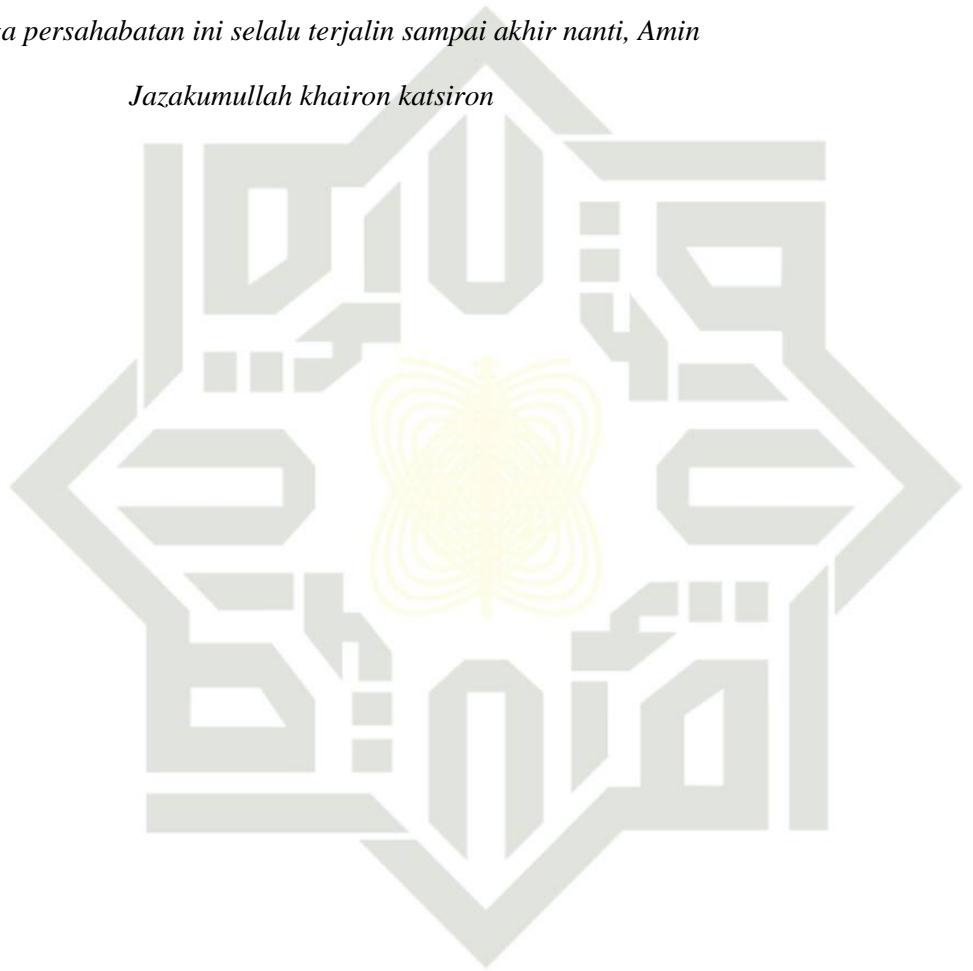 a persahabatan ini selalu terjalin sampai akhir nanti, Amin
Jazakumullah khairon katsiron